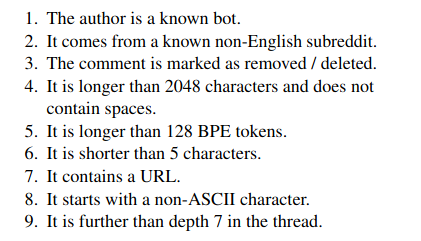 1. The author is a known bot.
2. It comes from a known non-English subreddit.
3. The comment is marked as removed / deleted.
4. It is longer than 2048 characters and does not
contain spaces.
5. It is longer than 128 BPE tokens.
6. It is shorter than 5 characters.
7. It contains a URL.
8. It starts with a non-ASCII character.
9. It is further than depth 7 in the thread.